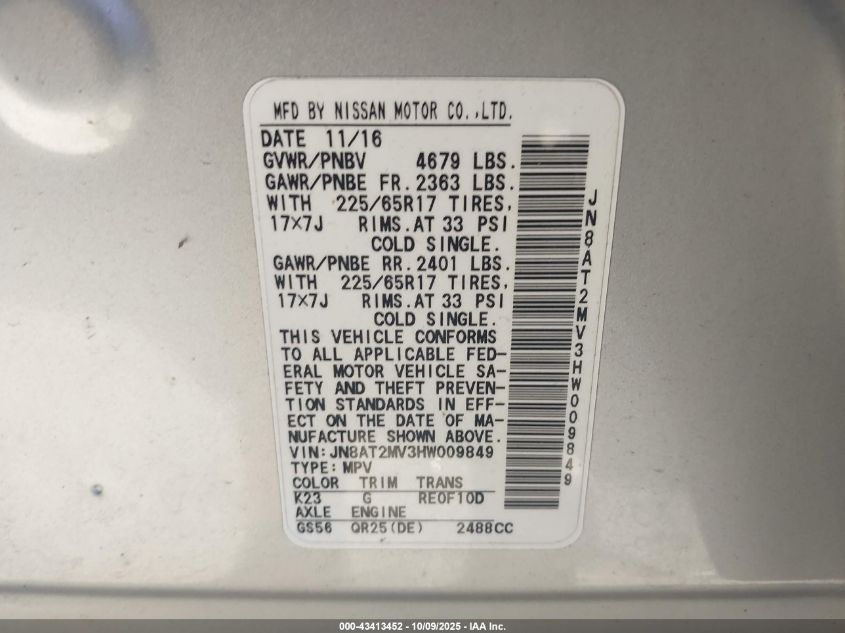 MFD BY NISSAN MOTOR CO.,LTD.
DATE 11/16
GVWR/PNBV 4679 LBS.
GAWR/PNBE FR. 2363 LBS.
WITH 225/65R17 TIRES,
17×7J RIMS.AT 33 PSI
COLD SINGLE.
GAWR/PNBE RR. 2401 LBS.
WITH 225/65R17 TIRES,
17×7J RIMS.AT 33 PSI
COLD SINGLE.
THIS VEHICLE CONFORMS
TO ALL APPLICABLE FED-
ERAL MOTOR VEHICLE SA-
FETY AND THEFT PREVEN-
TION STANDARDS IN EFF-
ECT ON THE DATE OF MA-
NUFACTURE SHOWN ABOVE.
VIN:JN8AT2MV3HW009849
TYPE:MPV
COLOR TRIM TRANS
K23 G RE0F10D
AXLE ENGINE
GS56 QR25(DE) 2488CC
JN8AT2MV3HW009849
000-43413452 - 10/09/2025 - IAA Inc.